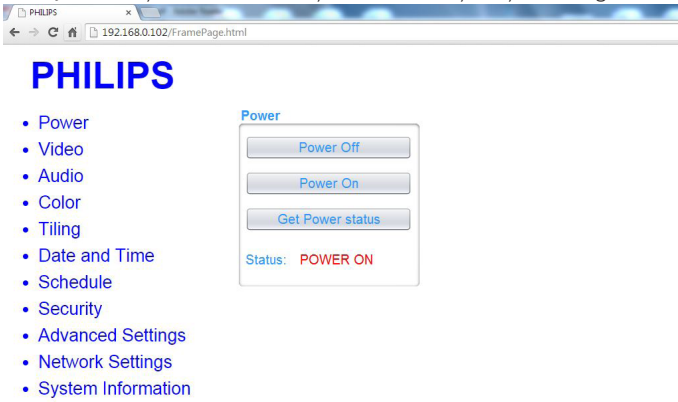 PHILIPS
192.168.0.102/FramePage.html
PHILIPS
Power
Video
Audio
Color
Tiling
Date and Time
Schedule
Security
Advanced Settings
Network Settings
System Information
Power
Power Off
Power On
Get Power status
Status: POWER ON